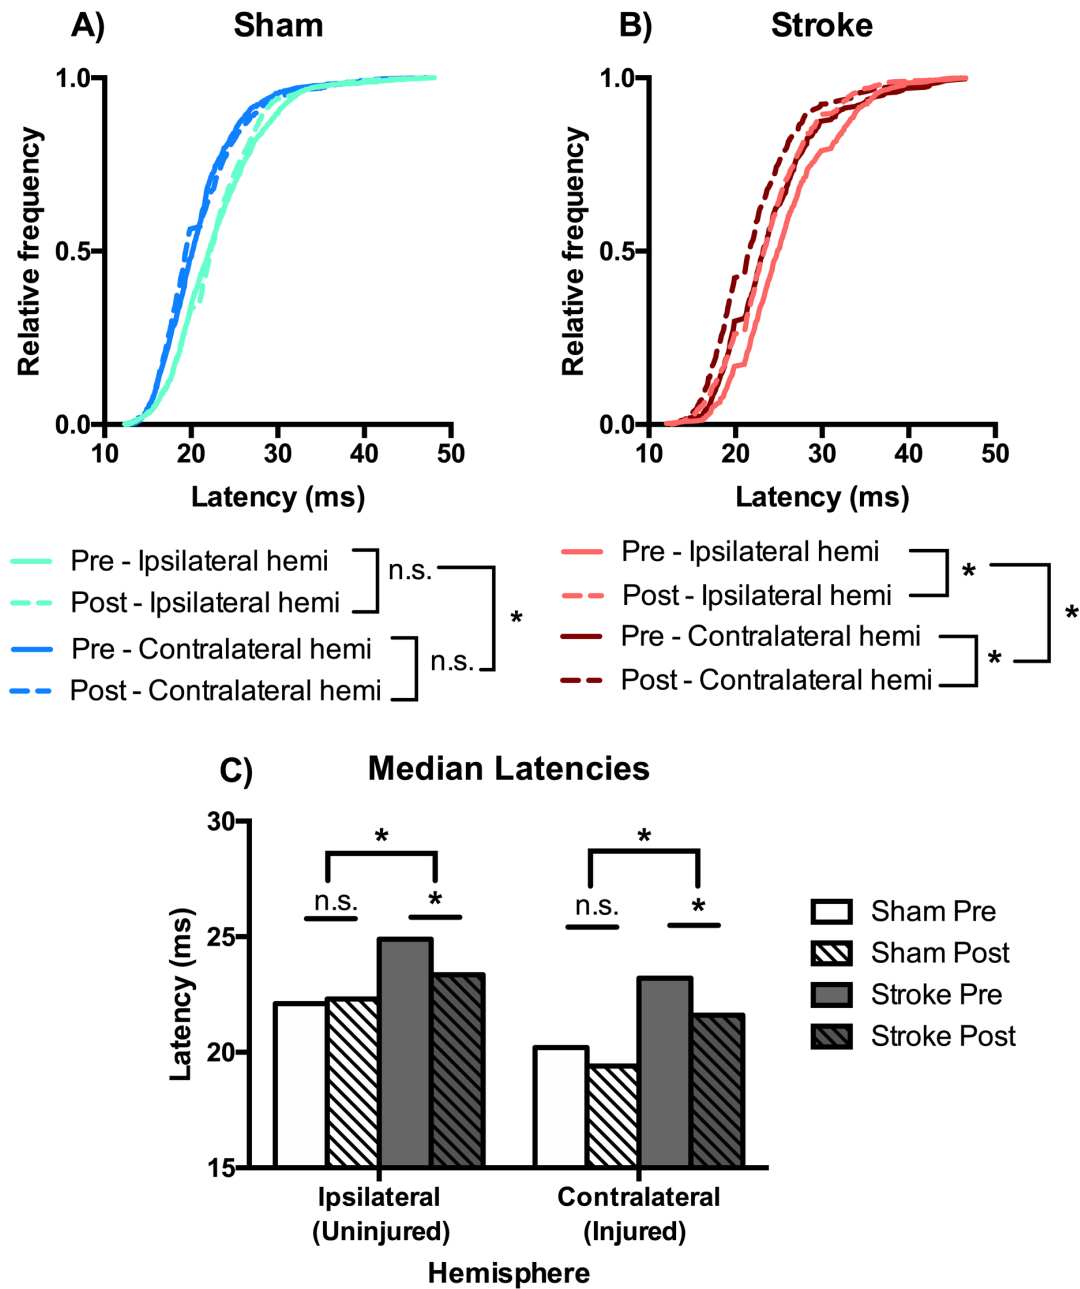 A) Sham
B) Stroke
Relative frequency
1.0
0.5
0.0
10 20 30 40 50
Latency (ms)
Relative frequency
1.0
0.5
0.0
10 20 30 40 50
Latency (ms)
Pre - Ipsilateral hemi
Post - Ipsilateral hemi
Pre - Contralateral hemi
Post - Contralateral hemi
n.s.
n.s.
*
Pre - Ipsilateral hemi
Post - Ipsilateral hemi
Pre - Contralateral hemi
Post - Contralateral hemi
*
*
*
C) Median Latencies
Latency (ms)
30
25
20
15
*
n.s. *
*
n.s. *
Ipsilateral
(Uninjured)
Contralateral
(Injured)
Hemisphere
Sham Pre
Sham Post
Stroke Pre
Stroke Post